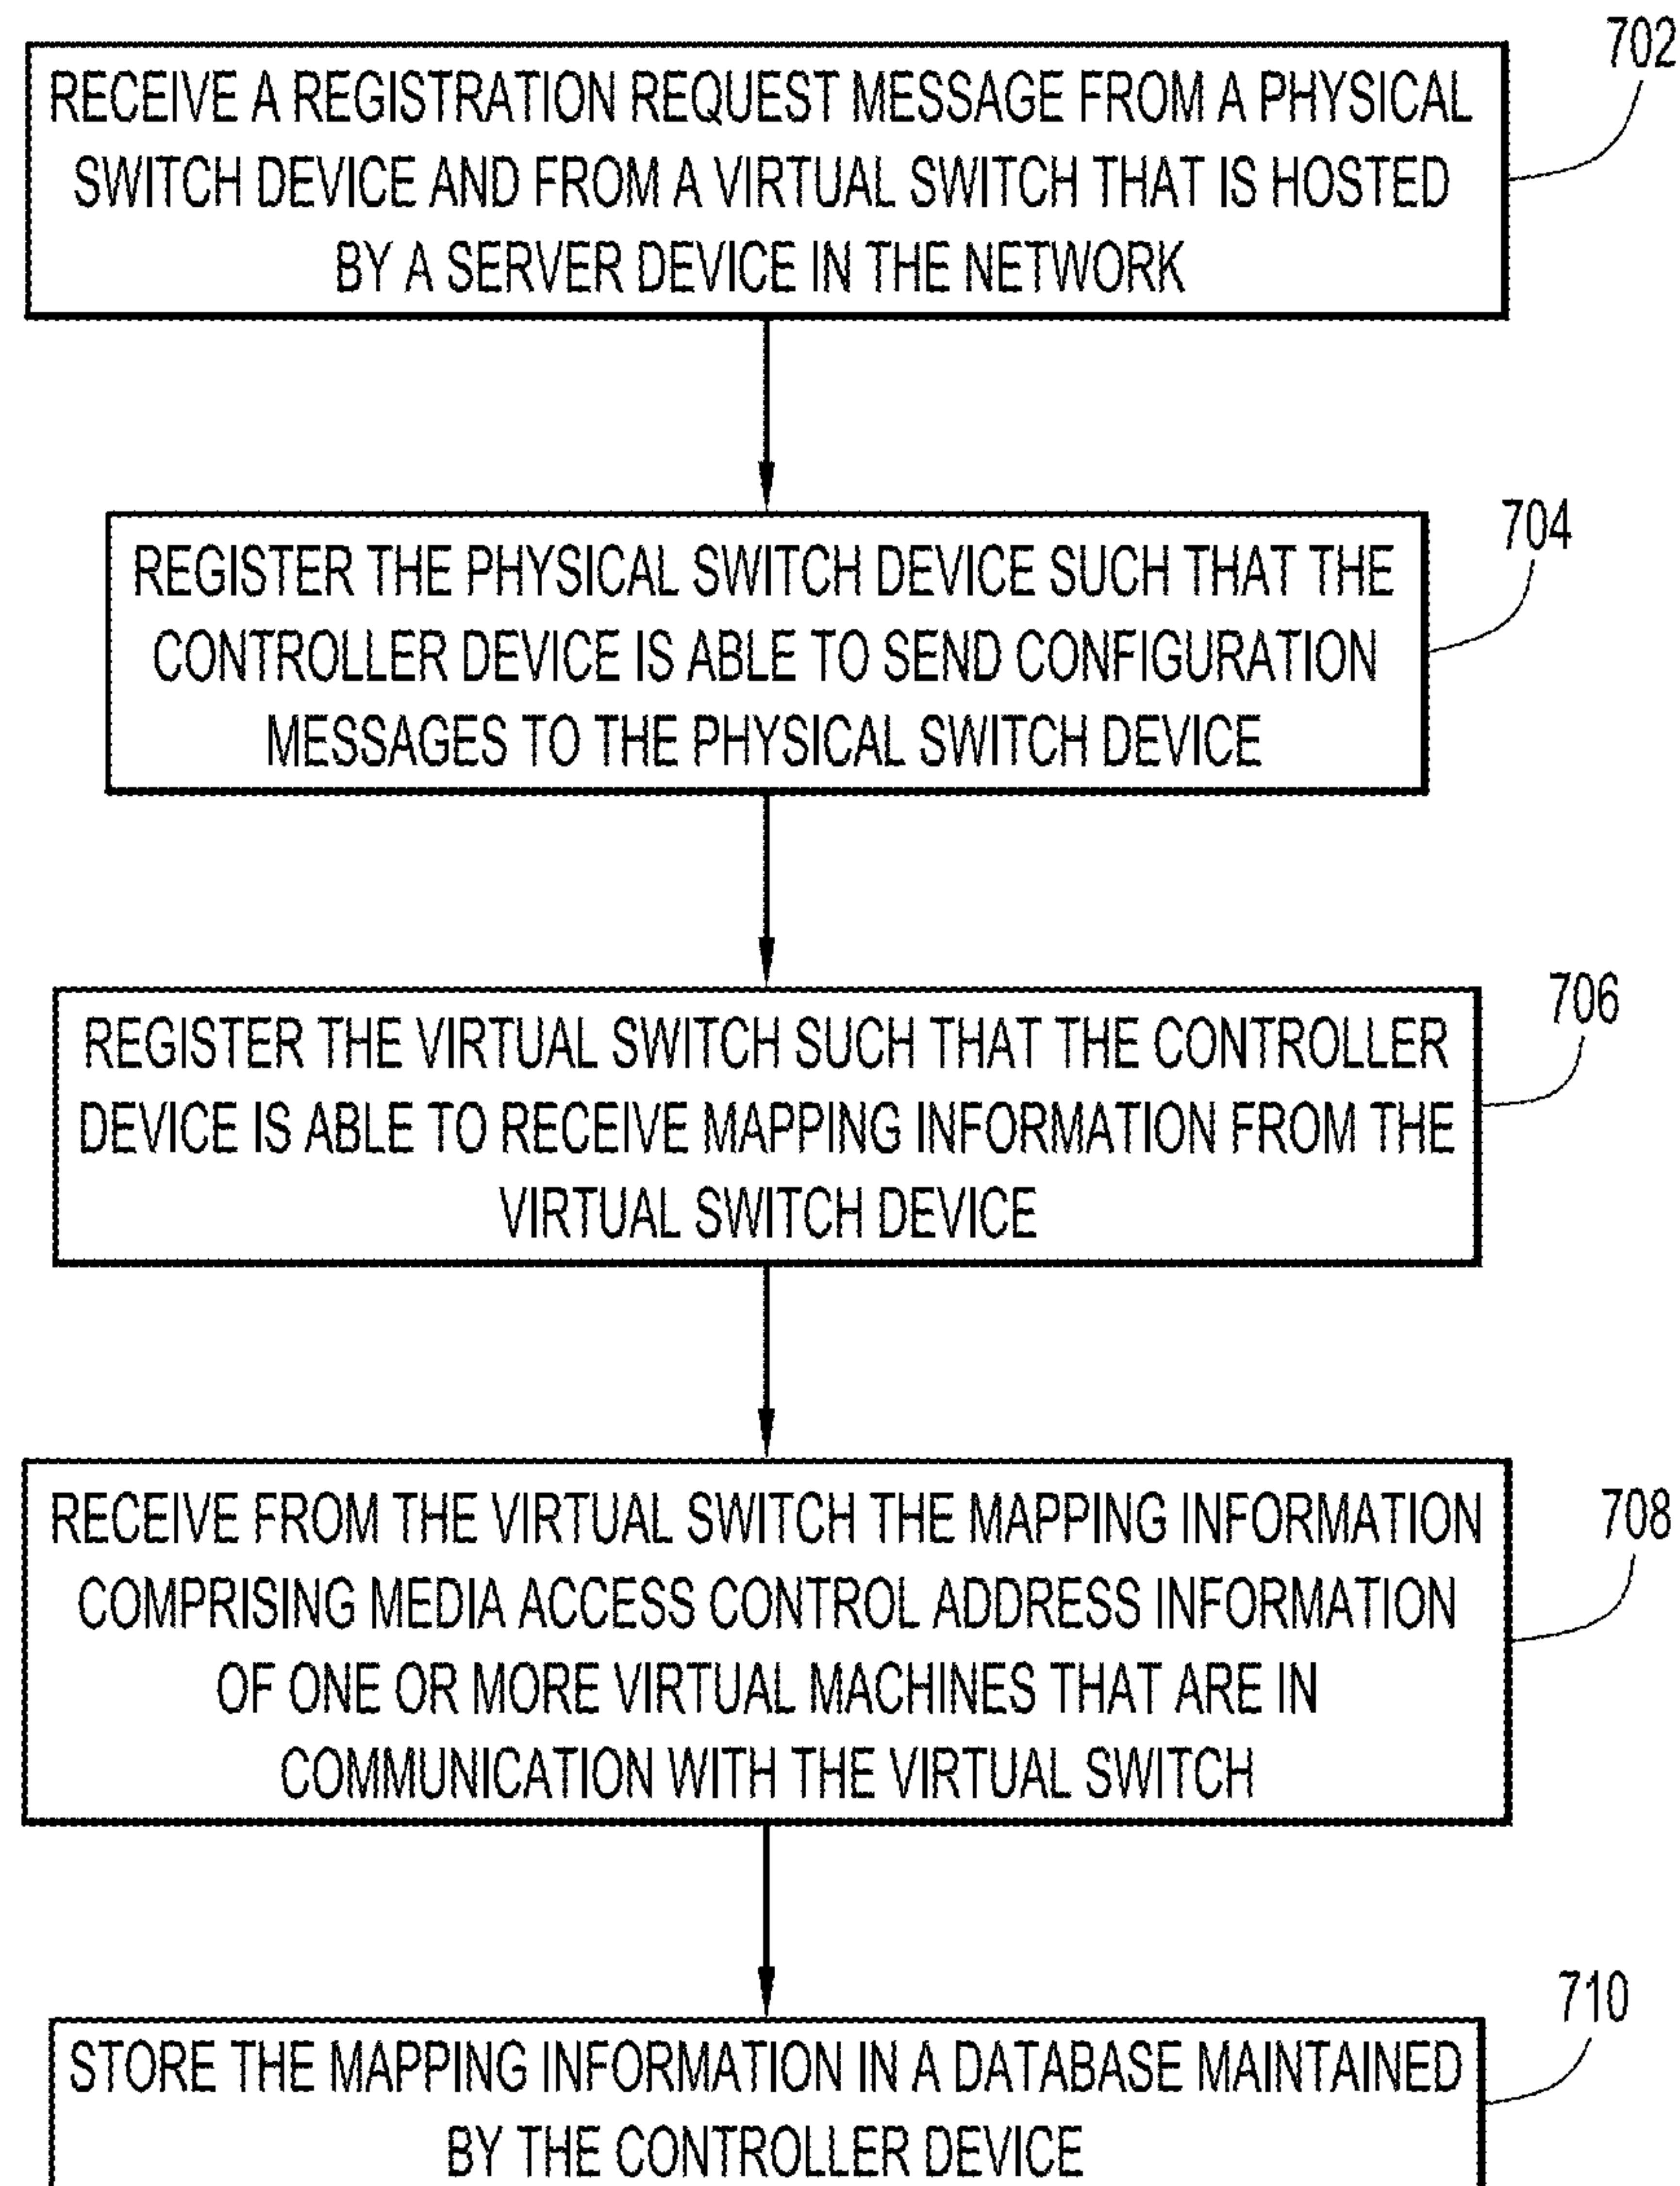 702
RECEIVE A REGISTRATION REQUEST MESSAGE FROM A PHYSICAL
SWITCH DEVICE AND FROM A VIRTUAL SWITCH THAT IS HOSTED
BY A SERVER DEVICE IN THE NETWORK
704
REGISTER THE PHYSICAL SWITCH DEVICE SUCH THAT THE
CONTROLLER DEVICE IS ABLE TO SEND CONFIGURATION
MESSAGES TO THE PHYSICAL SWITCH DEVICE
706
REGISTER THE VIRTUAL SWITCH SUCH THAT THE CONTROLLER
DEVICE IS ABLE TO RECEIVE MAPPING INFORMATION FROM THE
VIRTUAL SWITCH DEVICE
708
RECEIVE FROM THE VIRTUAL SWITCH THE MAPPING INFORMATION
COMPRISING MEDIA ACCESS CONTROL ADDRESS INFORMATION
OF ONE OR MORE VIRTUAL MACHINES THAT ARE IN
COMMUNICATION WITH THE VIRTUAL SWITCH
710
STORE THE MAPPING INFORMATION IN A DATABASE MAINTAINED
BY THE CONTROLLER DEVICE